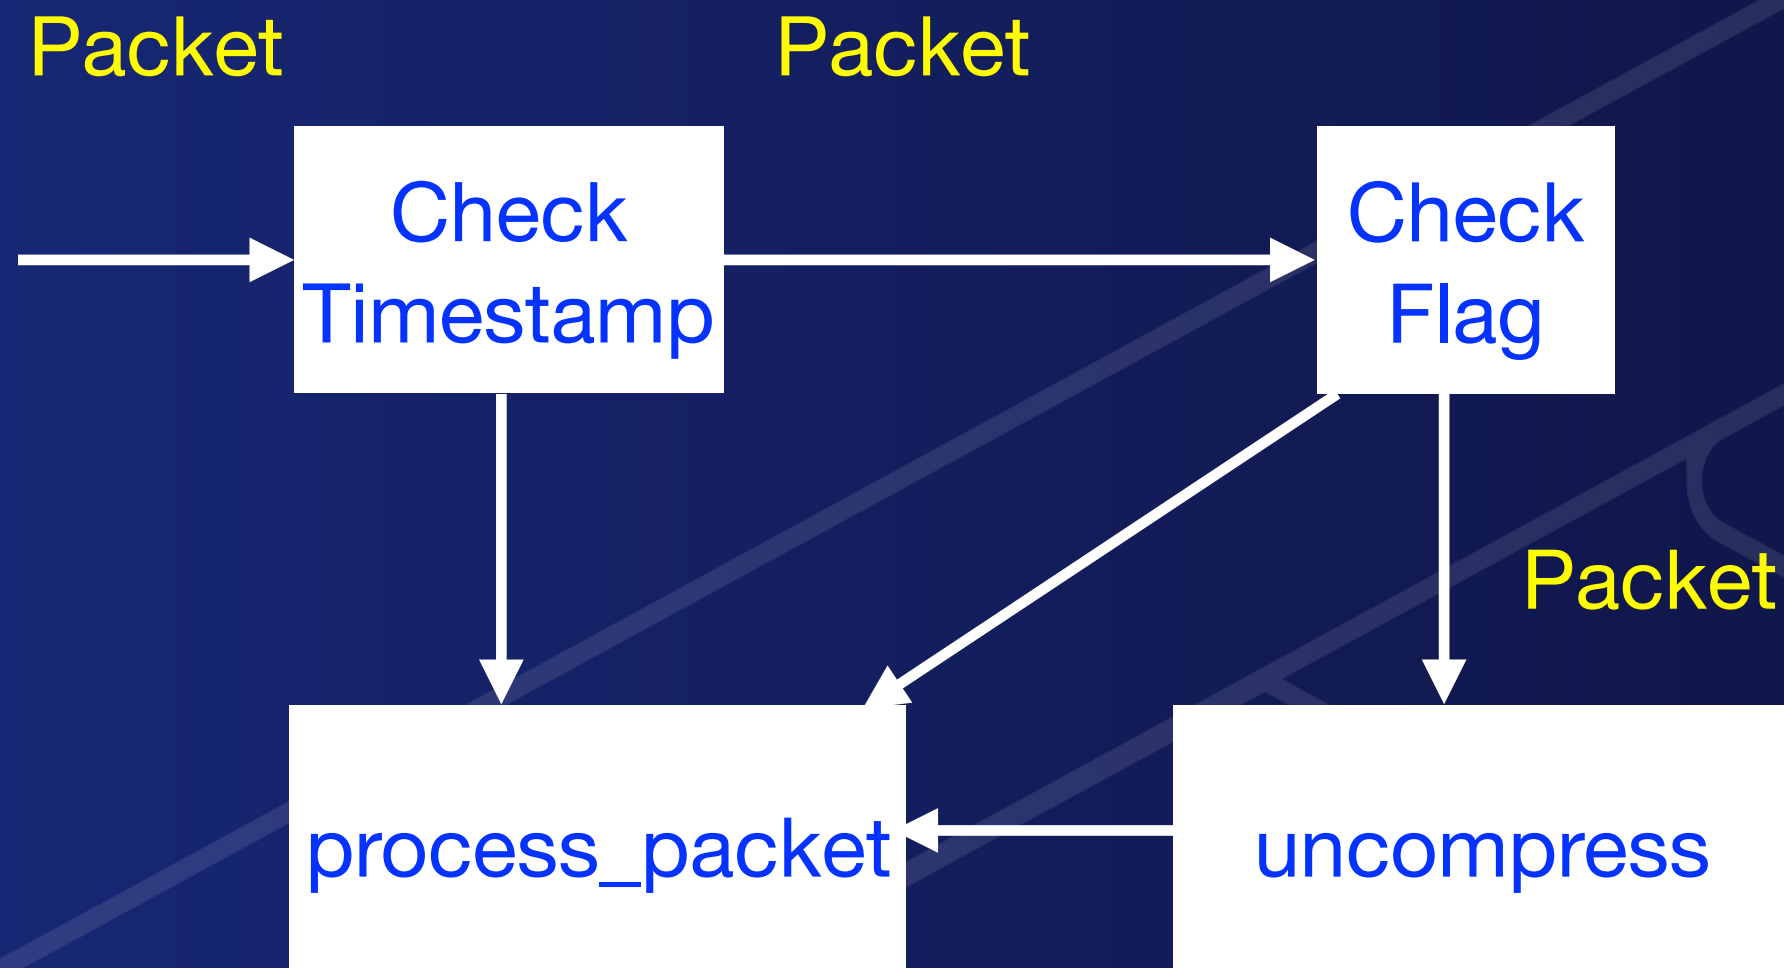 Packet
Packet
Check
Timestamp
Check
Flag
Packet
process_packet
uncompress